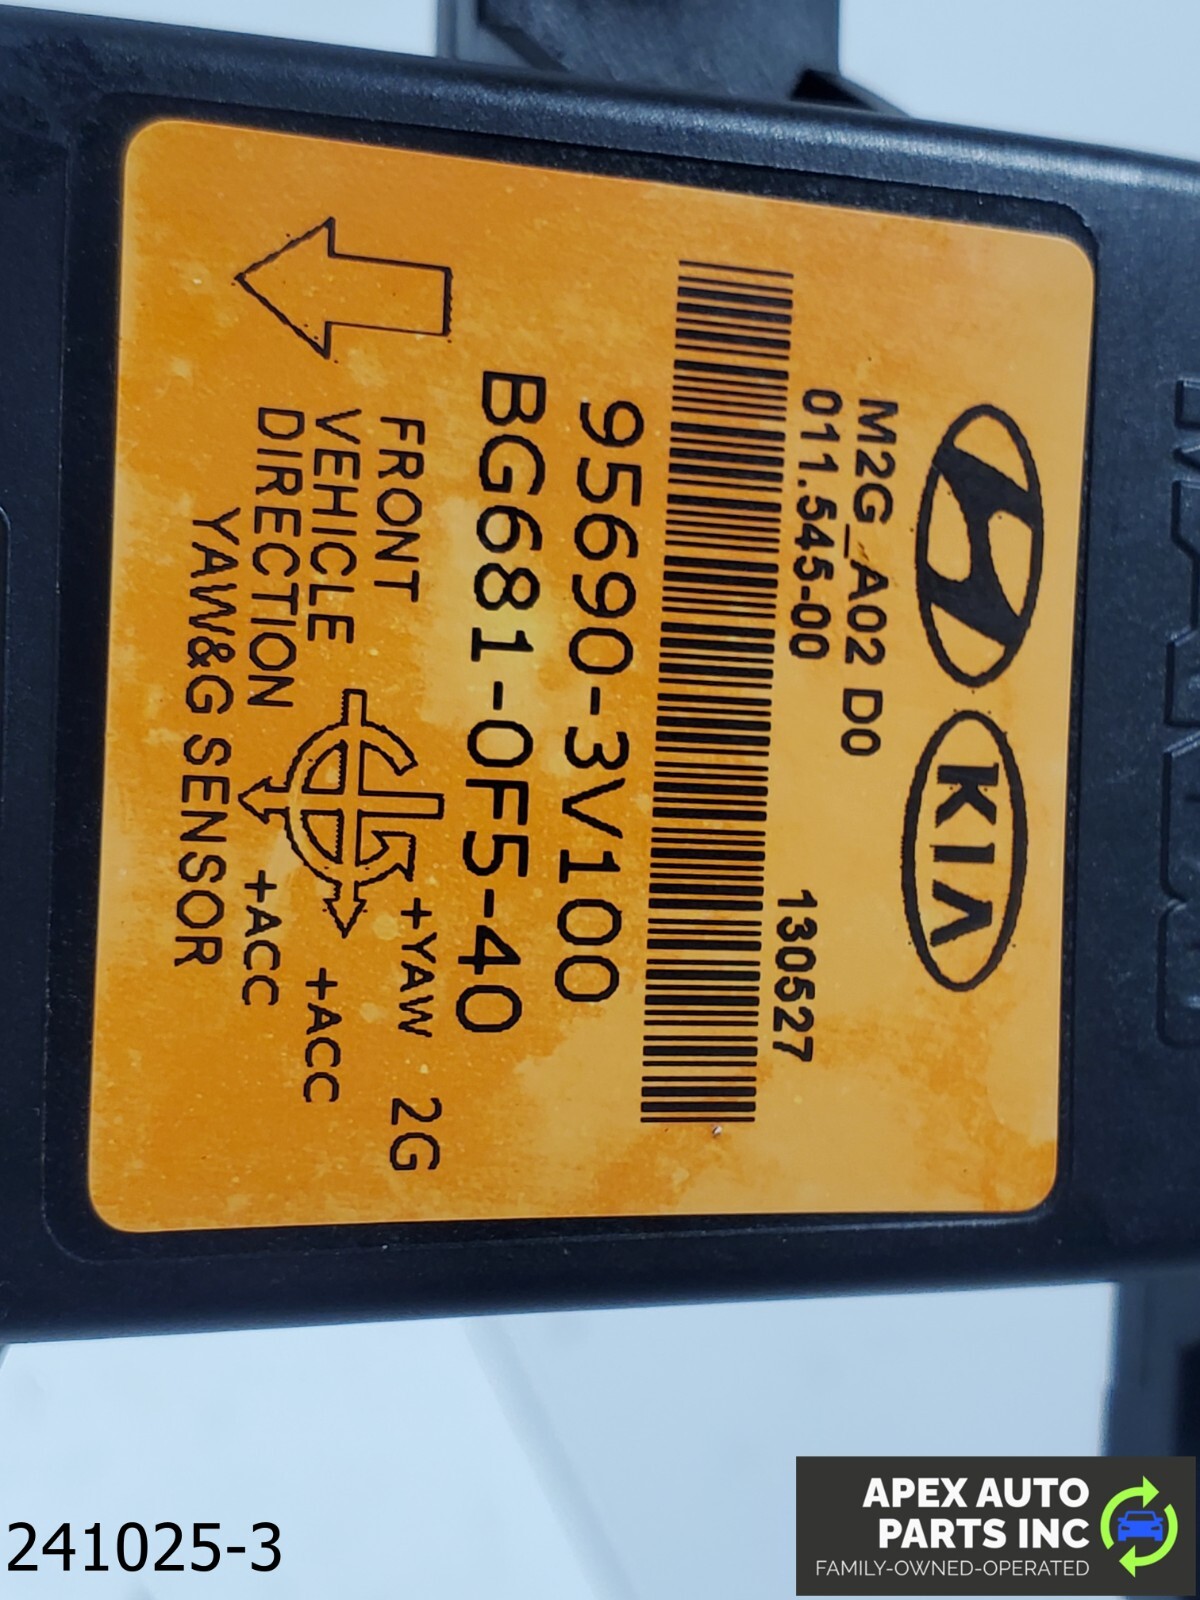 KIA
M2G_A02 D0
011.545-00
130527
95690-3V100
BG681-0F5-40
FRONT
VEHICLE
DIRECTION
+YAW 2G
+ACC
+ACC
YAW&G SENSOR
241025-3
APEX AUTO
PARTS INC
FAMILY-OWNED-OPERATED